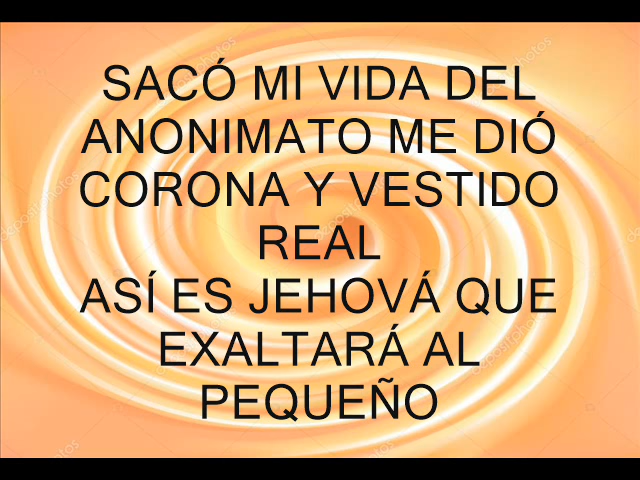 SACÓ MI VIDA DEL
ANONIMATO ME DIÓ
CORONA Y VESTIDO
REAL
ASÍ ES JEHOVÁ QUE
EXALTARÁ AL
PEQUEÑO